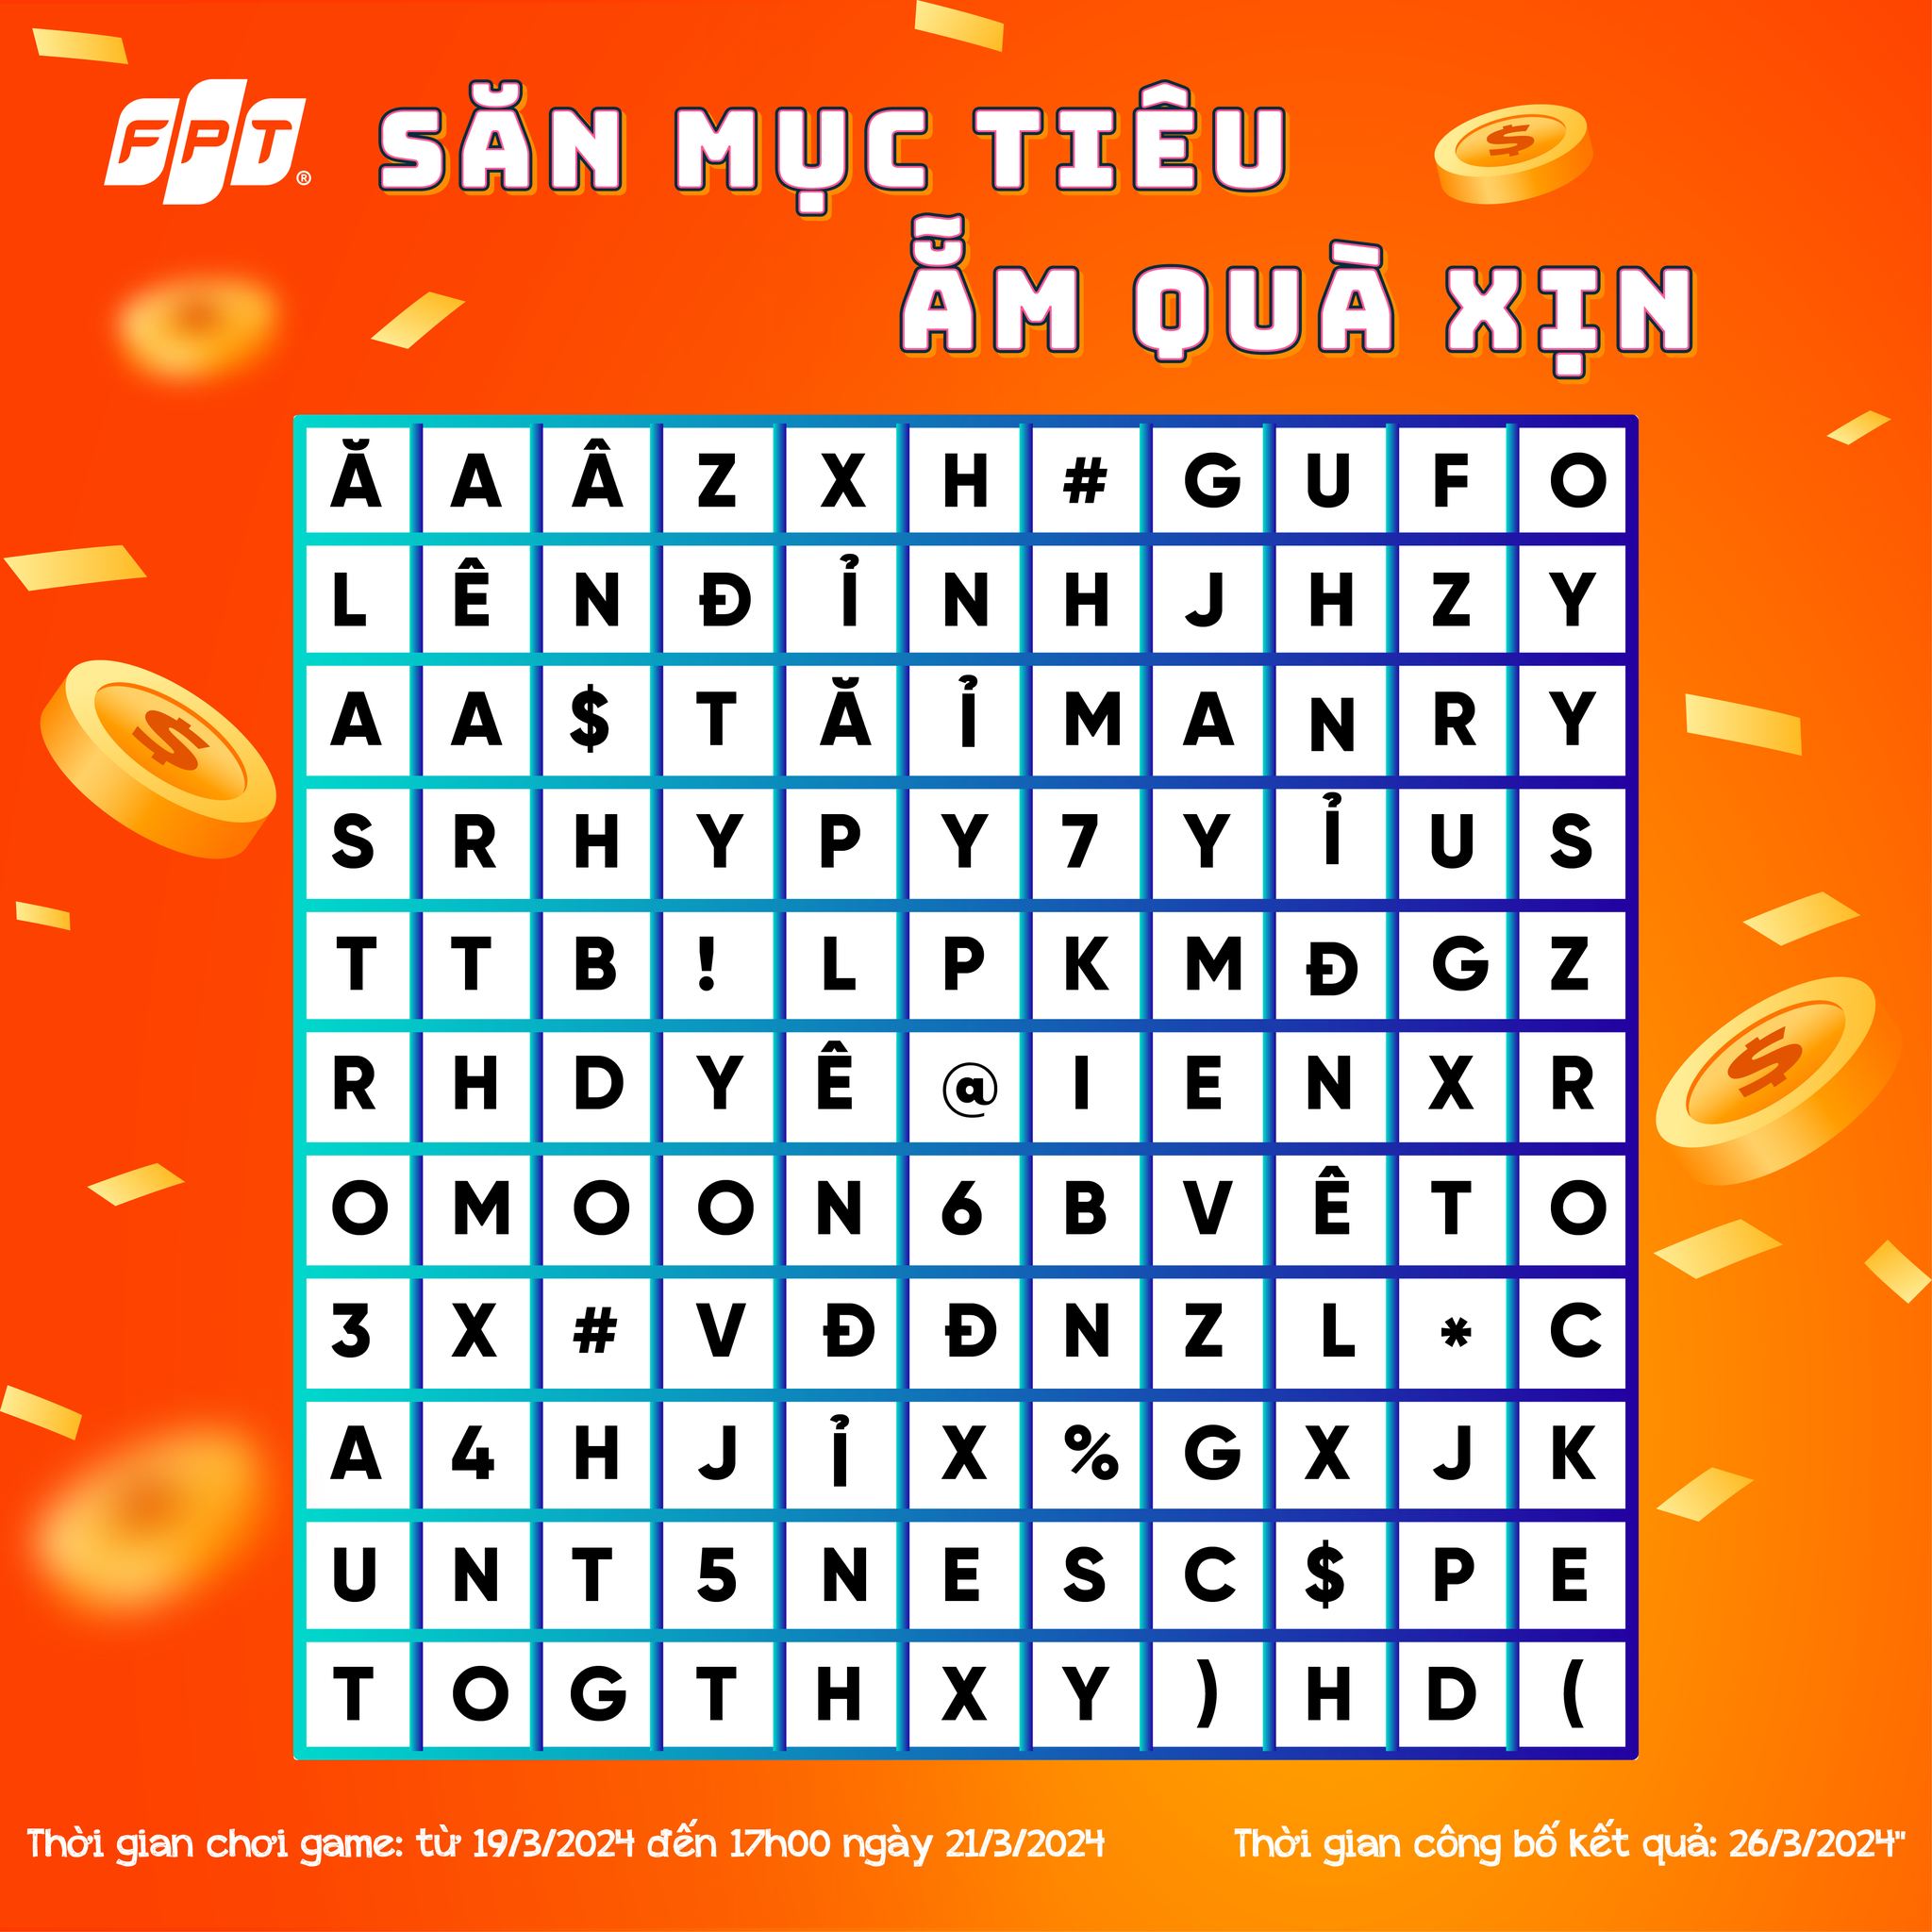 FPT®
SĂN MỤC TIÊU
ẴM QUÀ XỊN
Ă A Â Z X H # G U F O
L Ê N Đ Ỉ N H J H Z Y
A A $ T Ă Ỉ M A N R Y
S R H Y P Y 7 Y Ỉ U S
T T B ! L P K M Đ G Z
R H D Y Ê @ I E N X R
O M O O N 6 B V Ê T O
3 X # V Đ Đ N Z L * C
A 4 H J Ỉ X % G X J K
U N T 5 N E S C $ P E
T O G T H X Y ) H D (
Thời gian chơi game: từ 19/3/2024 đến 17h00 ngày 21/3/2024
Thời gian công bố kết quả: 26/3/2024"